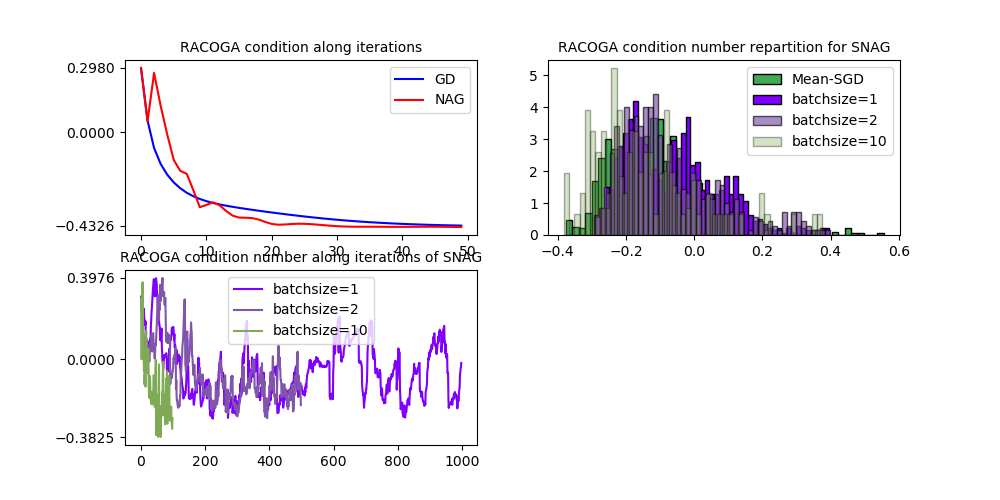 RACOGA condition along iterations
0.2980
0.0000
−0.4326
GD
NAG
0 10 20 30 40 50
RACOGA condition number repartition for SNAG
5
4
3
2
1
0
Mean-SGD
batchsize=1
batchsize=2
batchsize=10
−0.4 −0.2 0.0 0.2 0.4 0.6
RACOGA condition number along iterations of SNAG
0.3976
0.0000
−0.3825
batchsize=1
batchsize=2
batchsize=10
0 200 400 600 800 1000